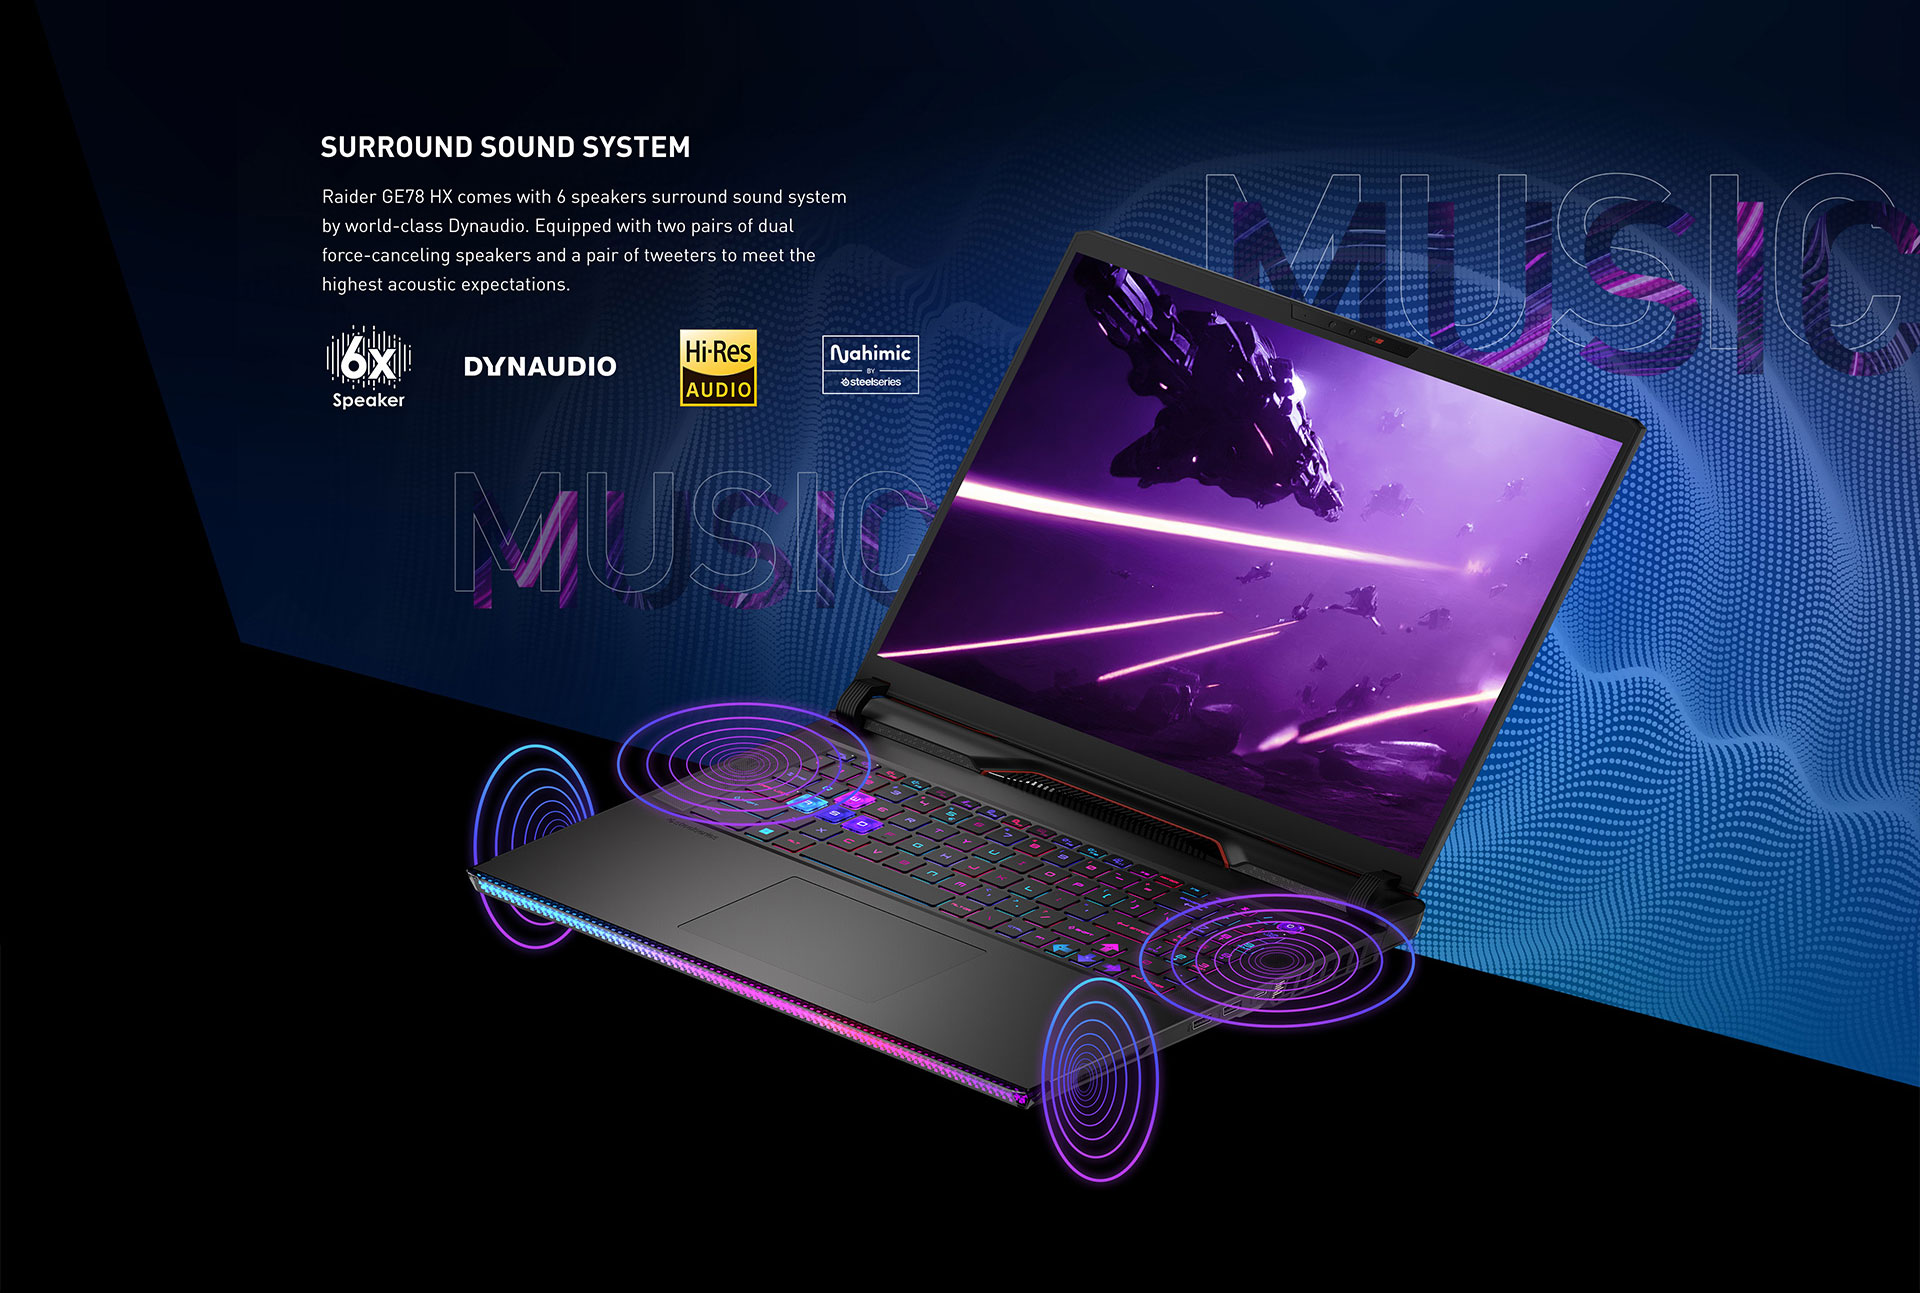 SURROUND SOUND SYSTEM
Raider GE78 HX comes with 6 speakers surround sound system
by world-class Dynaudio. Equipped with two pairs of dual
force-canceling speakers and a pair of tweeters to meet the
highest acoustic expectations.
6x
Speaker
DYNAUDIO
Hi-Res
AUDIO
Nahimic
BY
steelseries
MUSIC
MUSIC